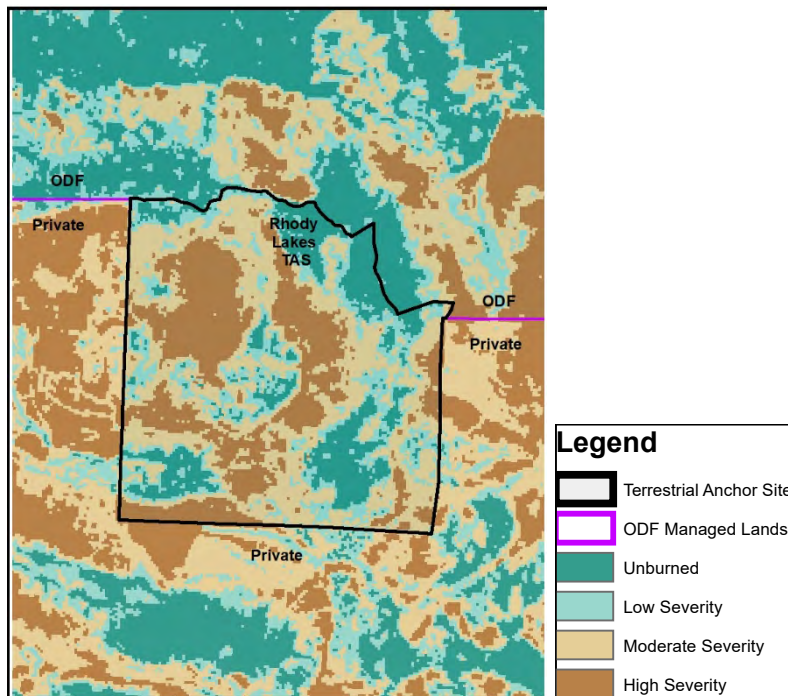 ODF
Private
Rhody
Lakes
TAS
ODF
Private
Private
Legend
Terrestrial Anchor Site
ODF Managed Lands
Unburned
Low Severity
Moderate Severity
High Severity